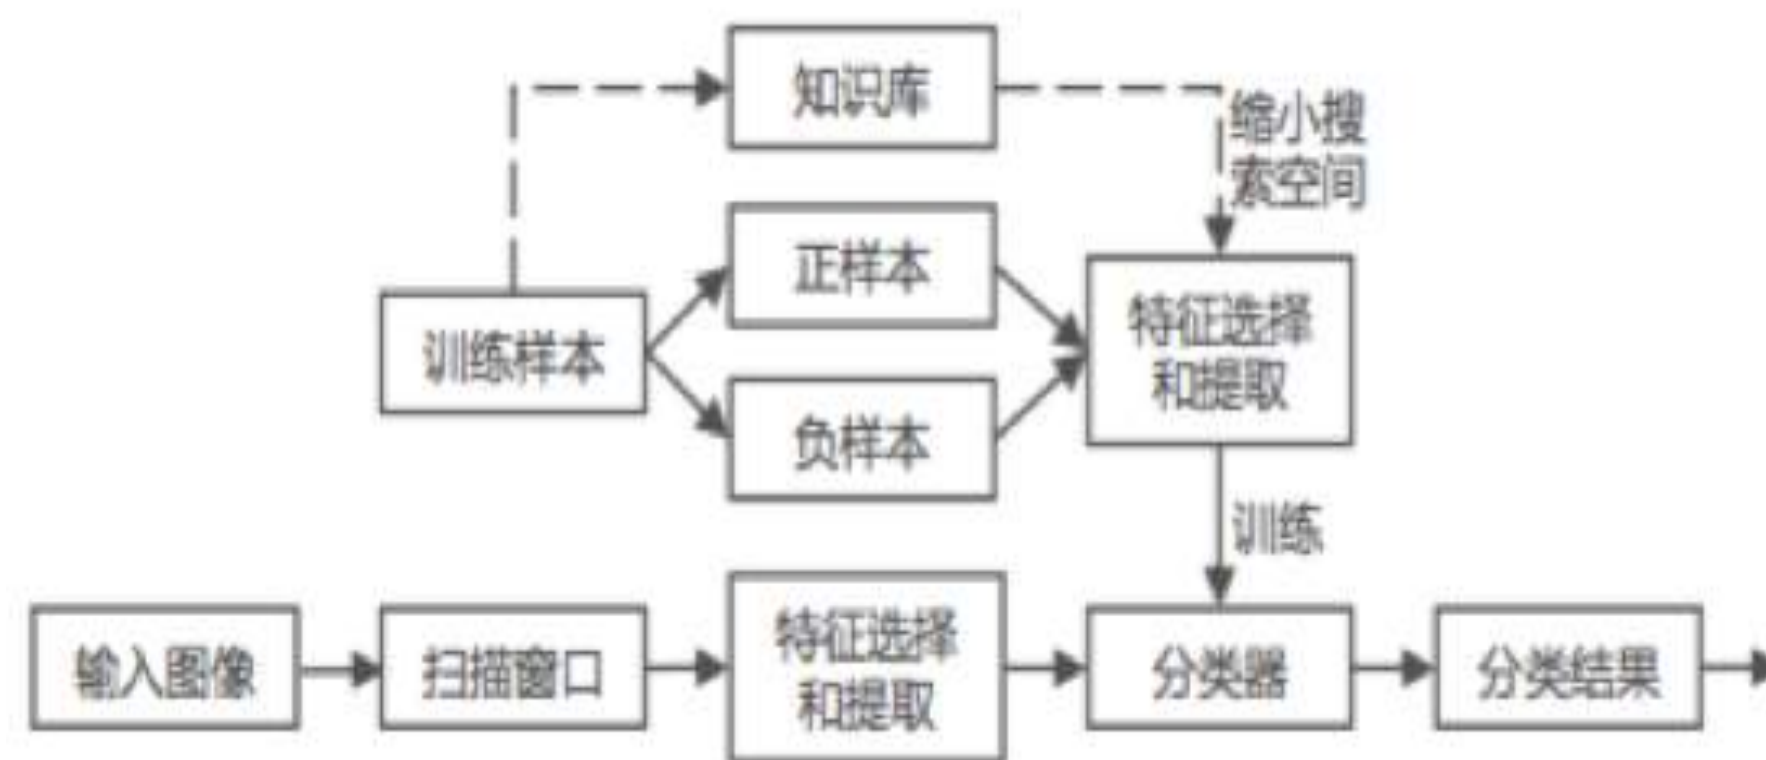 知识库
缩小搜
索空间
正样本
训练样本
特征选择
和提取
负样本
训练
输入图像
扫描窗口
特征选择
和提取
分类器
分类结果